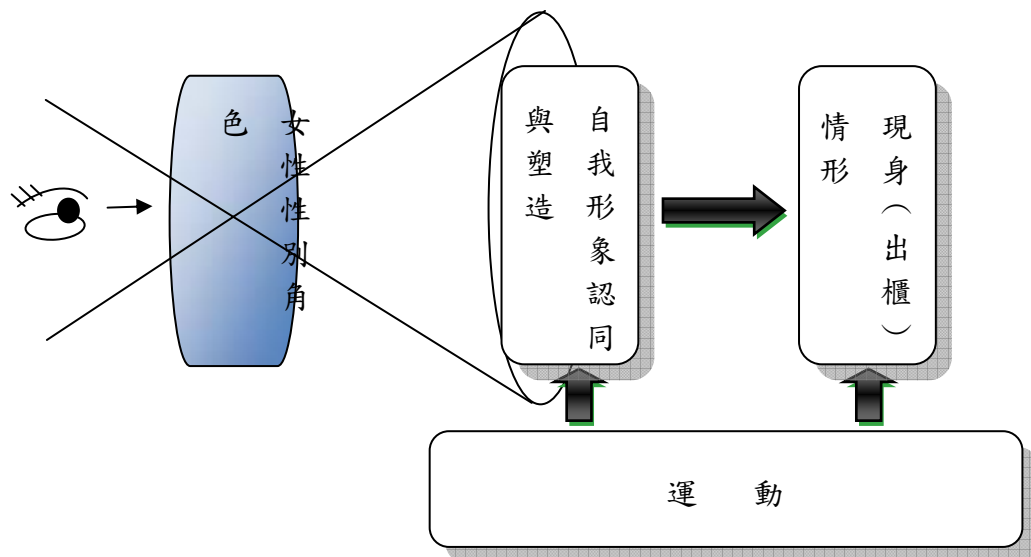 女性性別角
色
自我形象認同
與塑造
現身（出櫃）
情形
運動